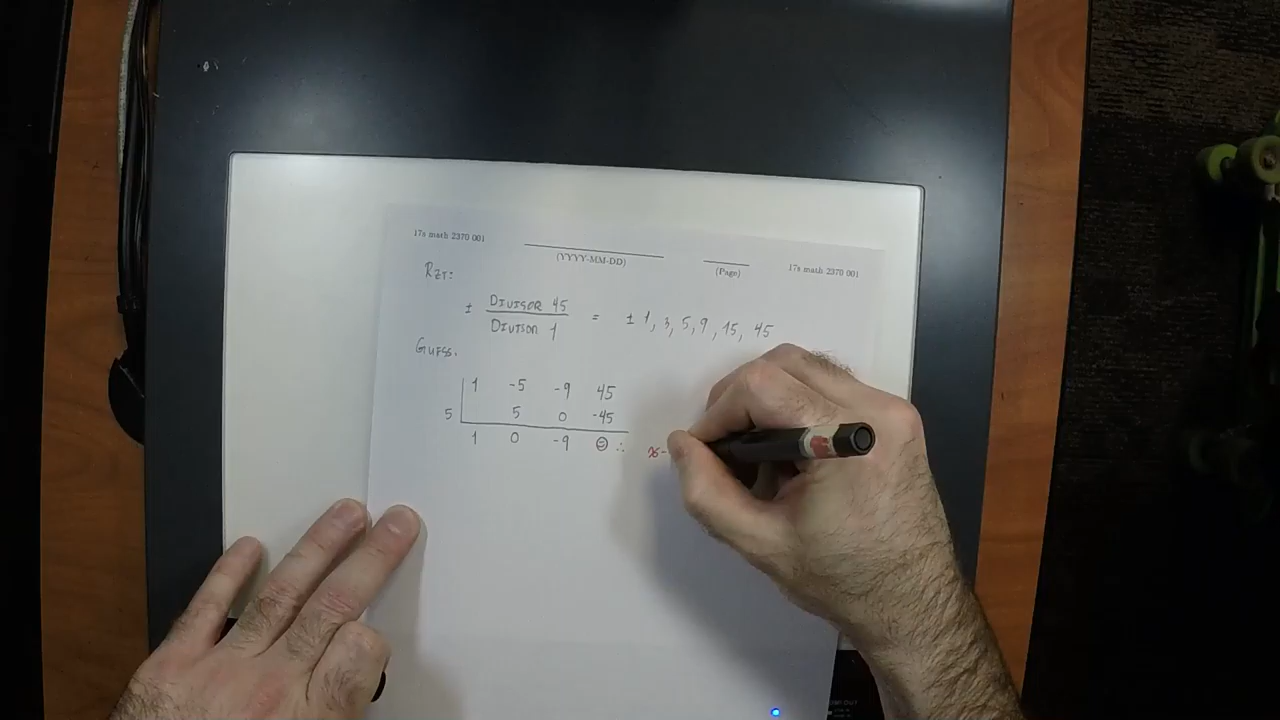 17s math 2370 001
(YYYY-MM-DD)
(Page)
17s math 2370 001
RZT:
± DIVISOR 45 / DIVISOR 1 = ± 1, 3, 5, 9, 15, 45
GUESS.
1 -5 -9 45
5 5 0 -45
1 0 -9 ∴ x-